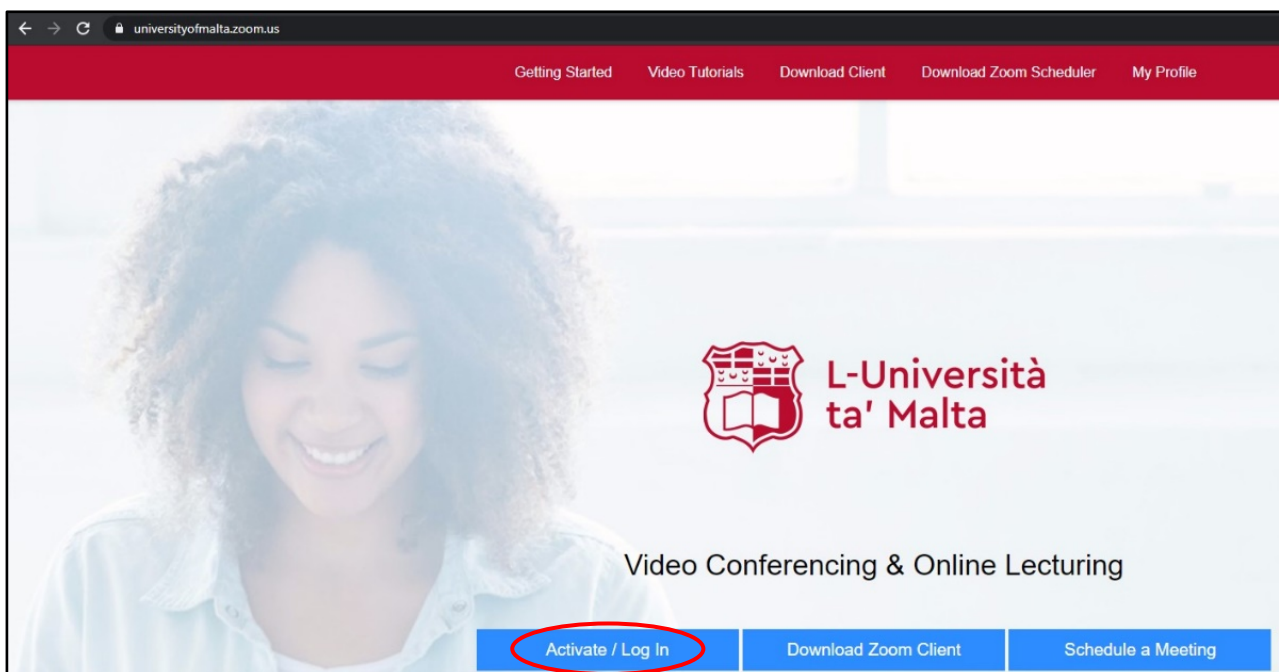 universityofmalta.zoom.us
Getting Started Video Tutorials Download Client Download Zoom Scheduler My Profile
L-Università
ta' Malta
Video Conferencing & Online Lecturing
Activate / Log In Download Zoom Client Schedule a Meeting